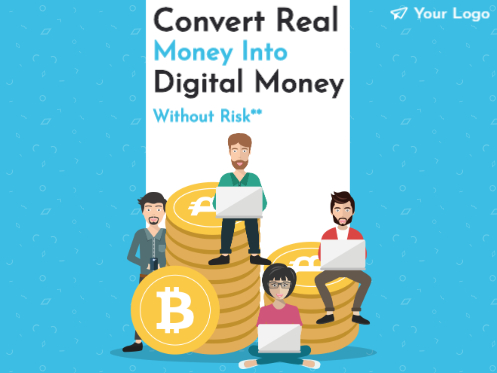 Convert Real
Your Logo
Money Into
Digital Money
Without Risk**